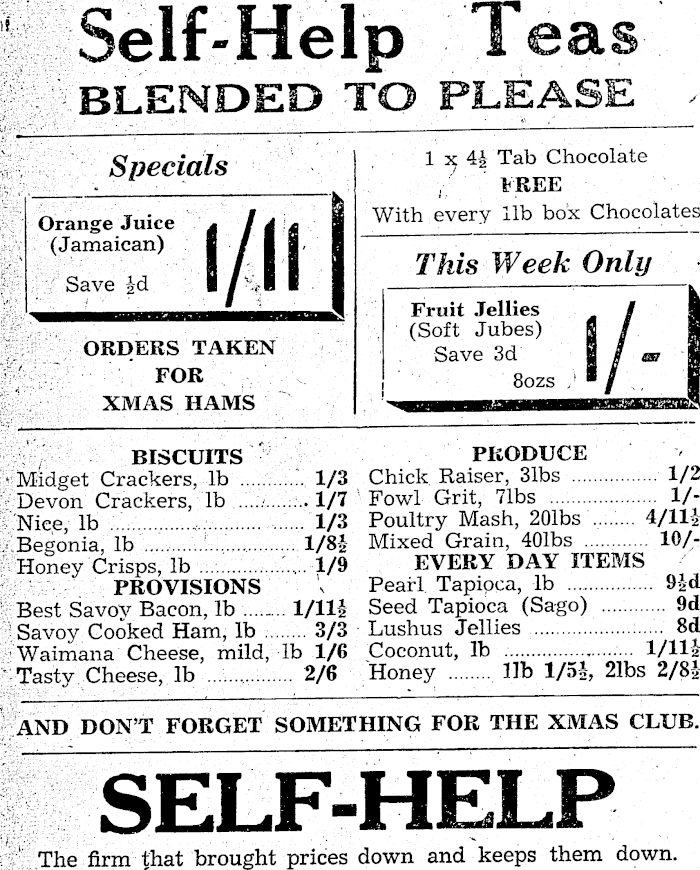 Self-Help Teas
BLENDED TO PLEASE
Specials
Orange Juice
(Jamaican)
Save ½d
1/11
ORDERS TAKEN
FOR
XMAS HAMS
1 x 4½ Tab Chocolate
FREE
With every 1lb box Chocolates
This Week Only
Fruit Jellies
(Soft Jubes)
Save 3d
8ozs
1/-
BISCUITS
Midget Crackers, lb ........... 1/3
Devon Crackers, lb ............ 1/7
Nice, lb ................................ 1/3
Begonia, lb ......................... 1/8½
Honey Crisps, lb .................. 1/9
PROVISIONS
Best Savoy Bacon, lb ....... 1/11½
Savoy Cooked Ham, lb ....... 3/3
Waimana Cheese, mild, lb 1/6
Tasty Cheese, lb ............... 2/6
PRODUCE
Chick Raiser, 3lbs ................ 1/2
Fowl Grit, 7lbs ...................... 1/-
Poultry Mash, 20lbs ........ 4/11½
Mixed Grain, 40lbs ............ 10/-
EVERY DAY ITEMS
Pearl Tapioca, lb ................ 9½d
Seed Tapioca (Sago) ............ 9d
Lushus Jellies ......................... 8d
Coconut, lb ........................ 1/11½
Honey ........ 1lb 1/5½, 2lbs 2/8½
AND DON'T FORGET SOMETHING FOR THE XMAS CLUB.
SELF-HELP
The firm that brought prices down and keeps them down.